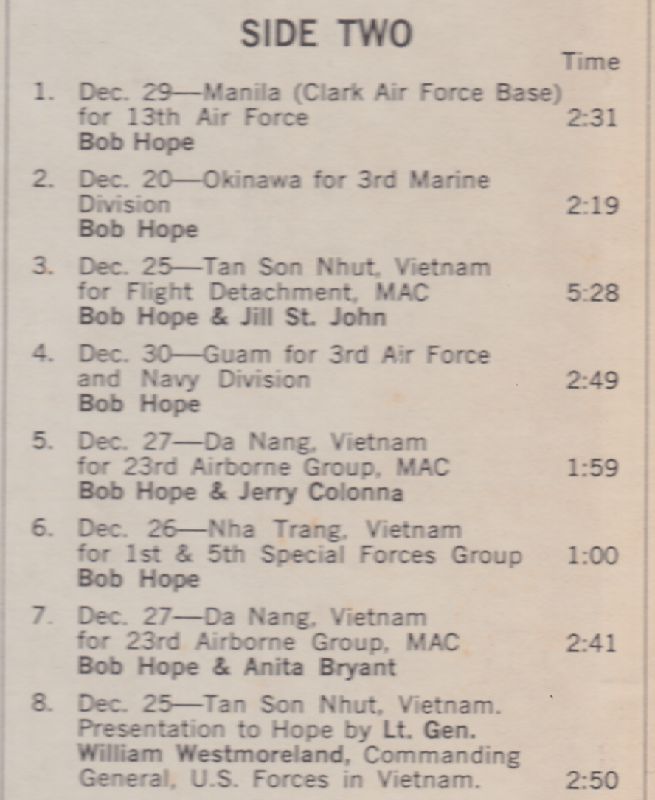 SIDE TWO
Time
1. Dec. 29—Manila (Clark Air Force Base)
for 13th Air Force 2:31
Bob Hope
2. Dec. 20—Okinawa for 3rd Marine
Division 2:19
Bob Hope
3. Dec. 25—Tan Son Nhut, Vietnam
for Flight Detachment, MAC 5:28
Bob Hope & Jill St. John
4. Dec. 30—Guam for 3rd Air Force
and Navy Division 2:49
Bob Hope
5. Dec. 27—Da Nang, Vietnam
for 23rd Airborne Group, MAC 1:59
Bob Hope & Jerry Colonna
6. Dec. 26—Nha Trang, Vietnam
for 1st & 5th Special Forces Group 1:00
Bob Hope
7. Dec. 27—Da Nang, Vietnam
for 23rd Airborne Group, MAC 2:41
Bob Hope & Anita Bryant
8. Dec. 25—Tan Son Nhut, Vietnam.
Presentation to Hope by Lt. Gen.
William Westmoreland, Commanding
General, U.S. Forces in Vietnam. 2:50